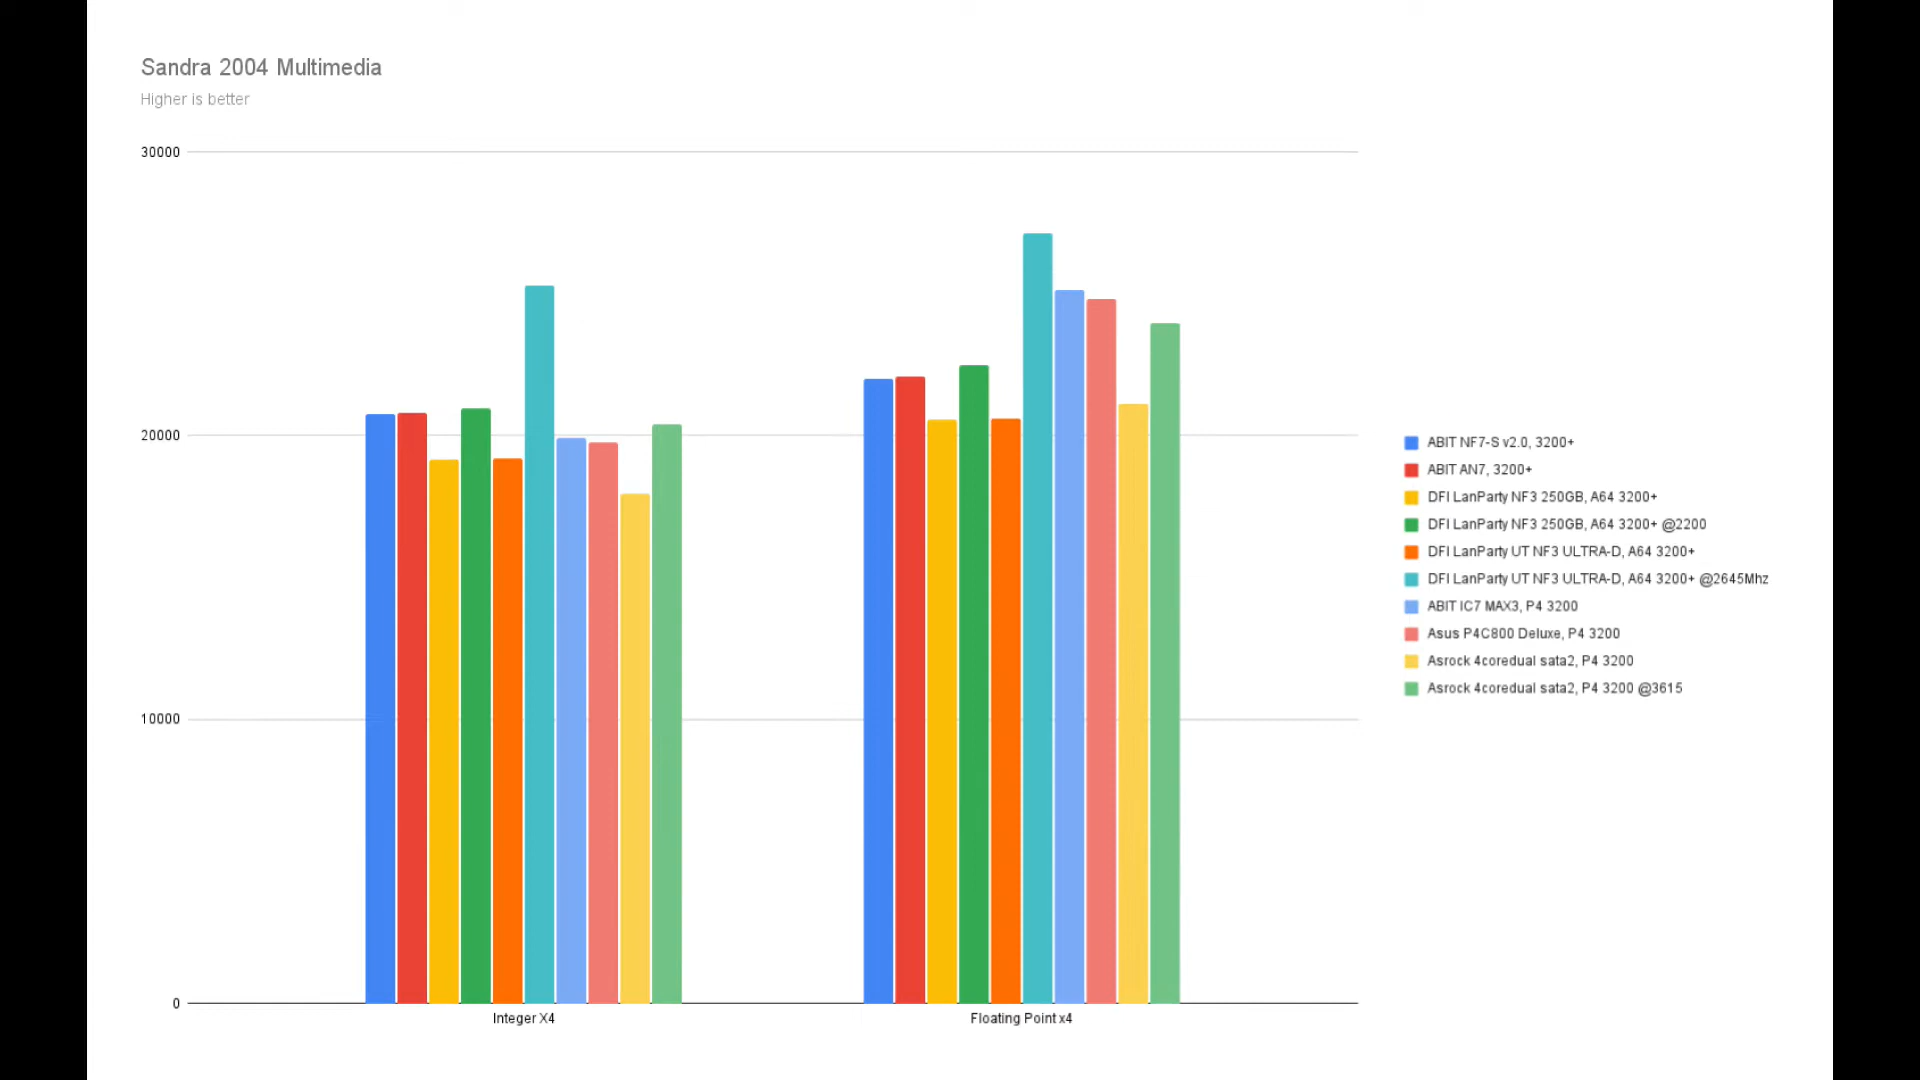 Sandra 2004 Multimedia
Higher is better
30000
20000
10000
0
Integer X4
Floating Point x4
ABIT NF7-S v2.0, 3200+
ABIT AN7, 3200+
DFI LanParty NF3 250GB, A64 3200+
DFI LanParty NF3 250GB, A64 3200+ @2200
DFI LanParty UT NF3 ULTRA-D, A64 3200+
DFI LanParty UT NF3 ULTRA-D, A64 3200+ @2645Mhz
ABIT IC7 MAX3, P4 3200
Asus P4C800 Deluxe, P4 3200
Asrock 4coredual sata2, P4 3200
Asrock 4coredual sata2, P4 3200 @3615